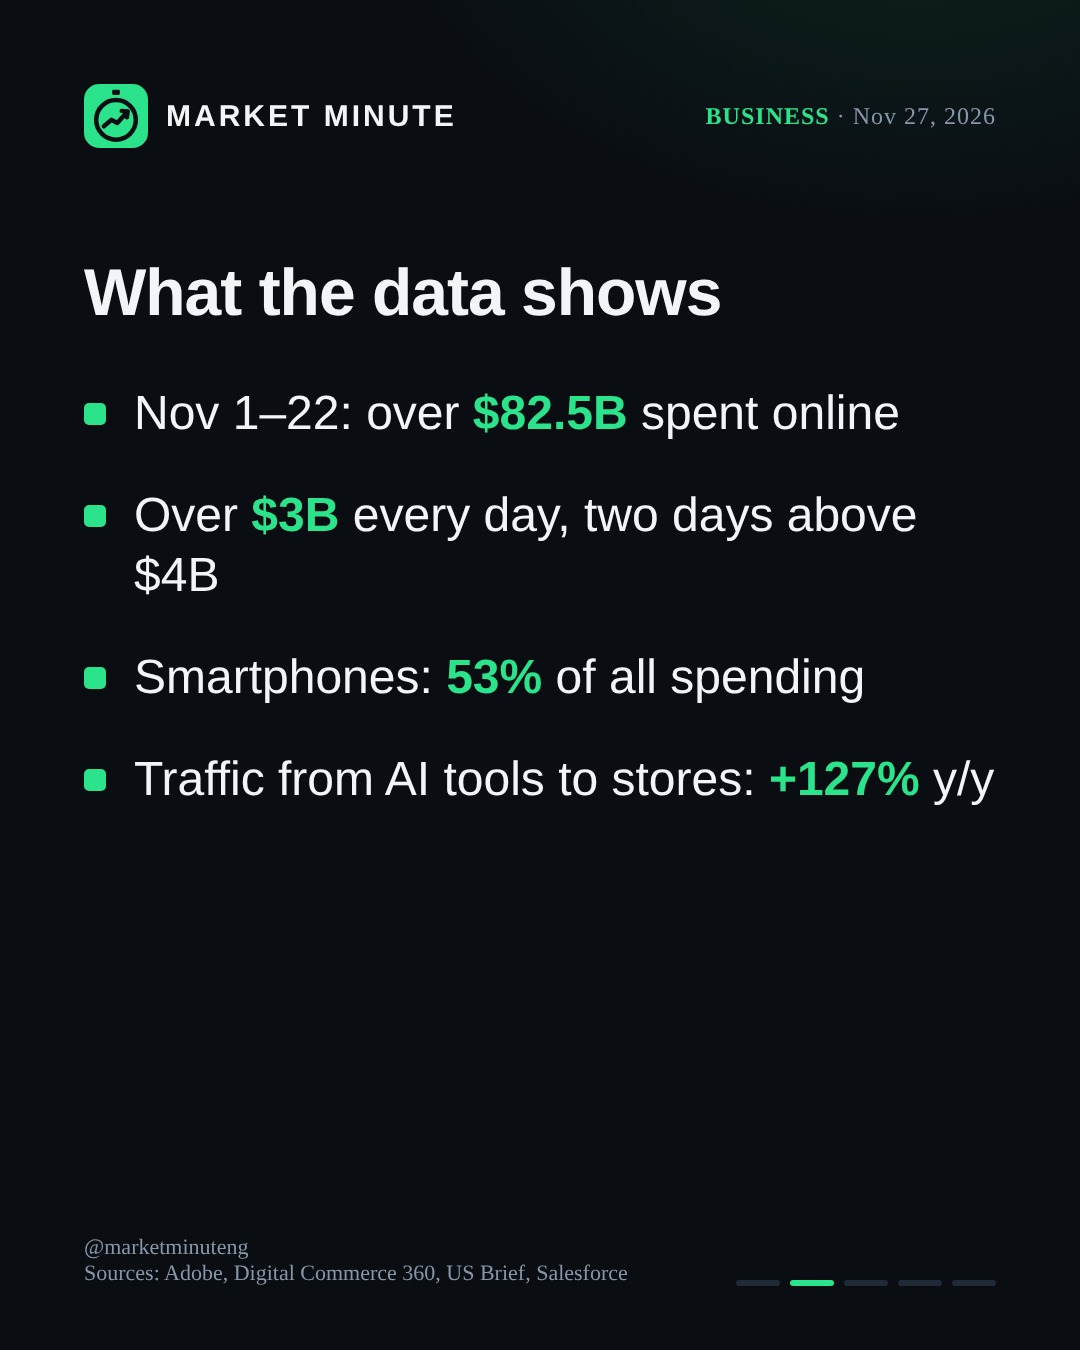 MARKET MINUTE
BUSINESS · Nov 27, 2026
What the data shows
Nov 1–22: over $82.5B spent online
Over $3B every day, two days above
$4B
Smartphones: 53% of all spending
Traffic from AI tools to stores: +127% y/y
@marketminuteng
Sources: Adobe, Digital Commerce 360, US Brief, Salesforce